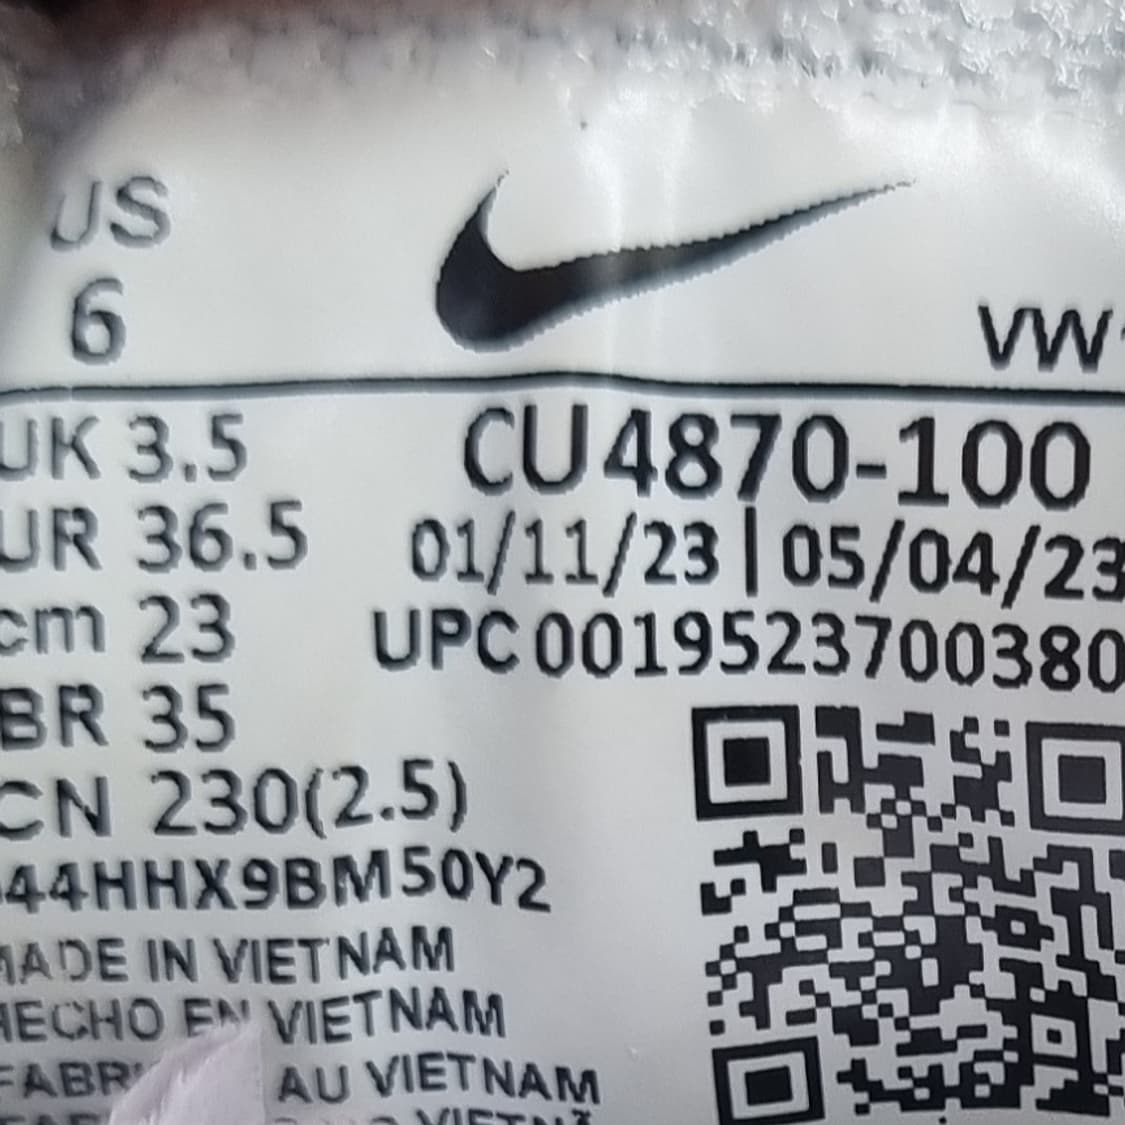 US
6
VW
UK 3.5
CU4870-100
UR 36.5
01/11/23 | 05/04/23
cm 23
UPC 0019523700380
BR 35
CN 230(2.5)
44HHX9BM50Y2
MADE IN VIETNAM
HECHO EN VIETNAM
AU VIETNAM